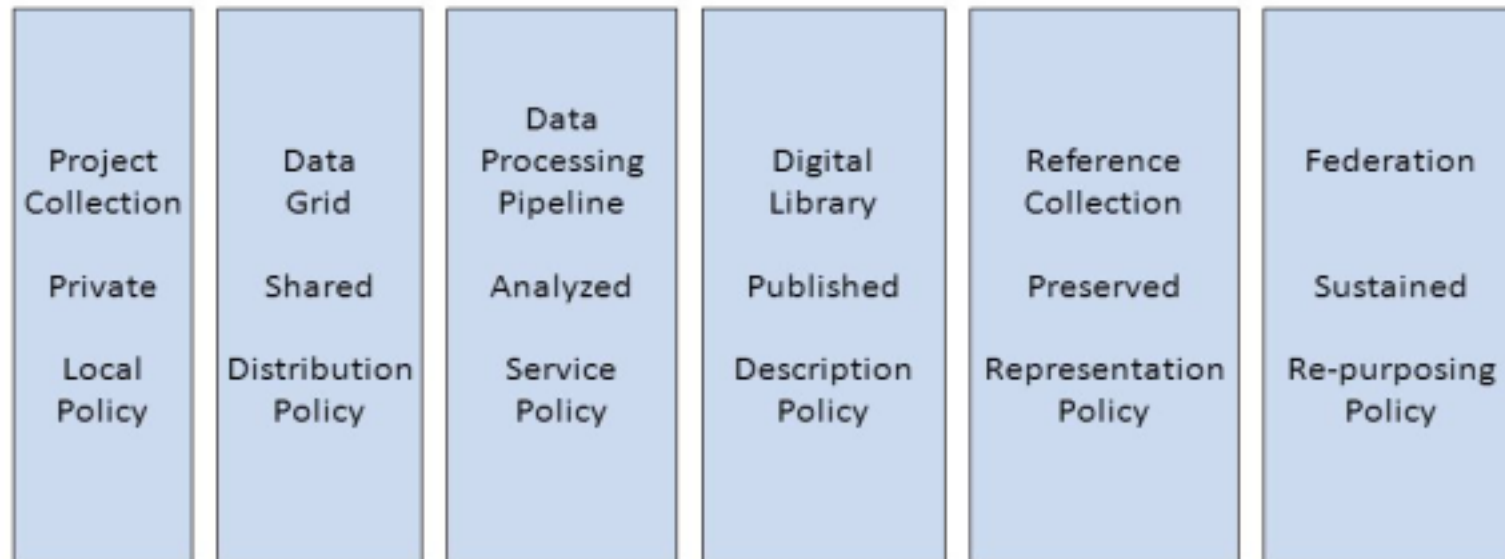 Project
Collection
Private
Local
Policy
Data
Grid
Shared
Distribution
Policy
Data
Processing
Pipeline
Analyzed
Service
Policy
Digital
Library
Published
Description
Policy
Reference
Collection
Preserved
Representation
Policy
Federation
Sustained
Re-purposing
Policy